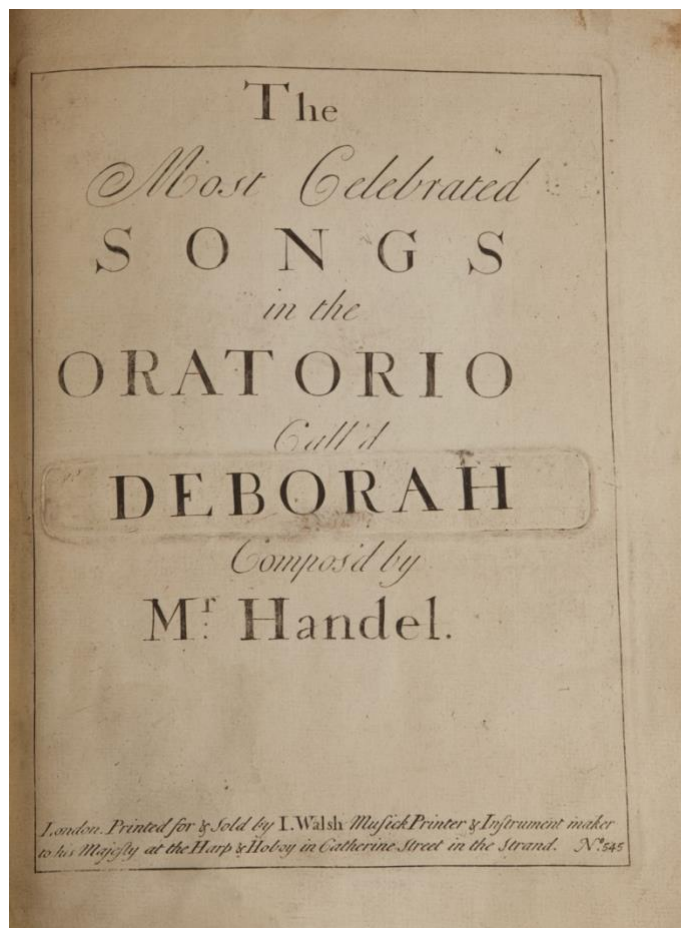 The
Most Celebrated
SONGS
in the
ORATORIO
Call'd
DEBORAH
Compos'd by
Mr. Handel.
London. Printed for & Sold by I. Walsh Musick Printer & Instrument maker
to his Majesty at the Harp & Hoboy in Catherine Street in the Strand. No. 545